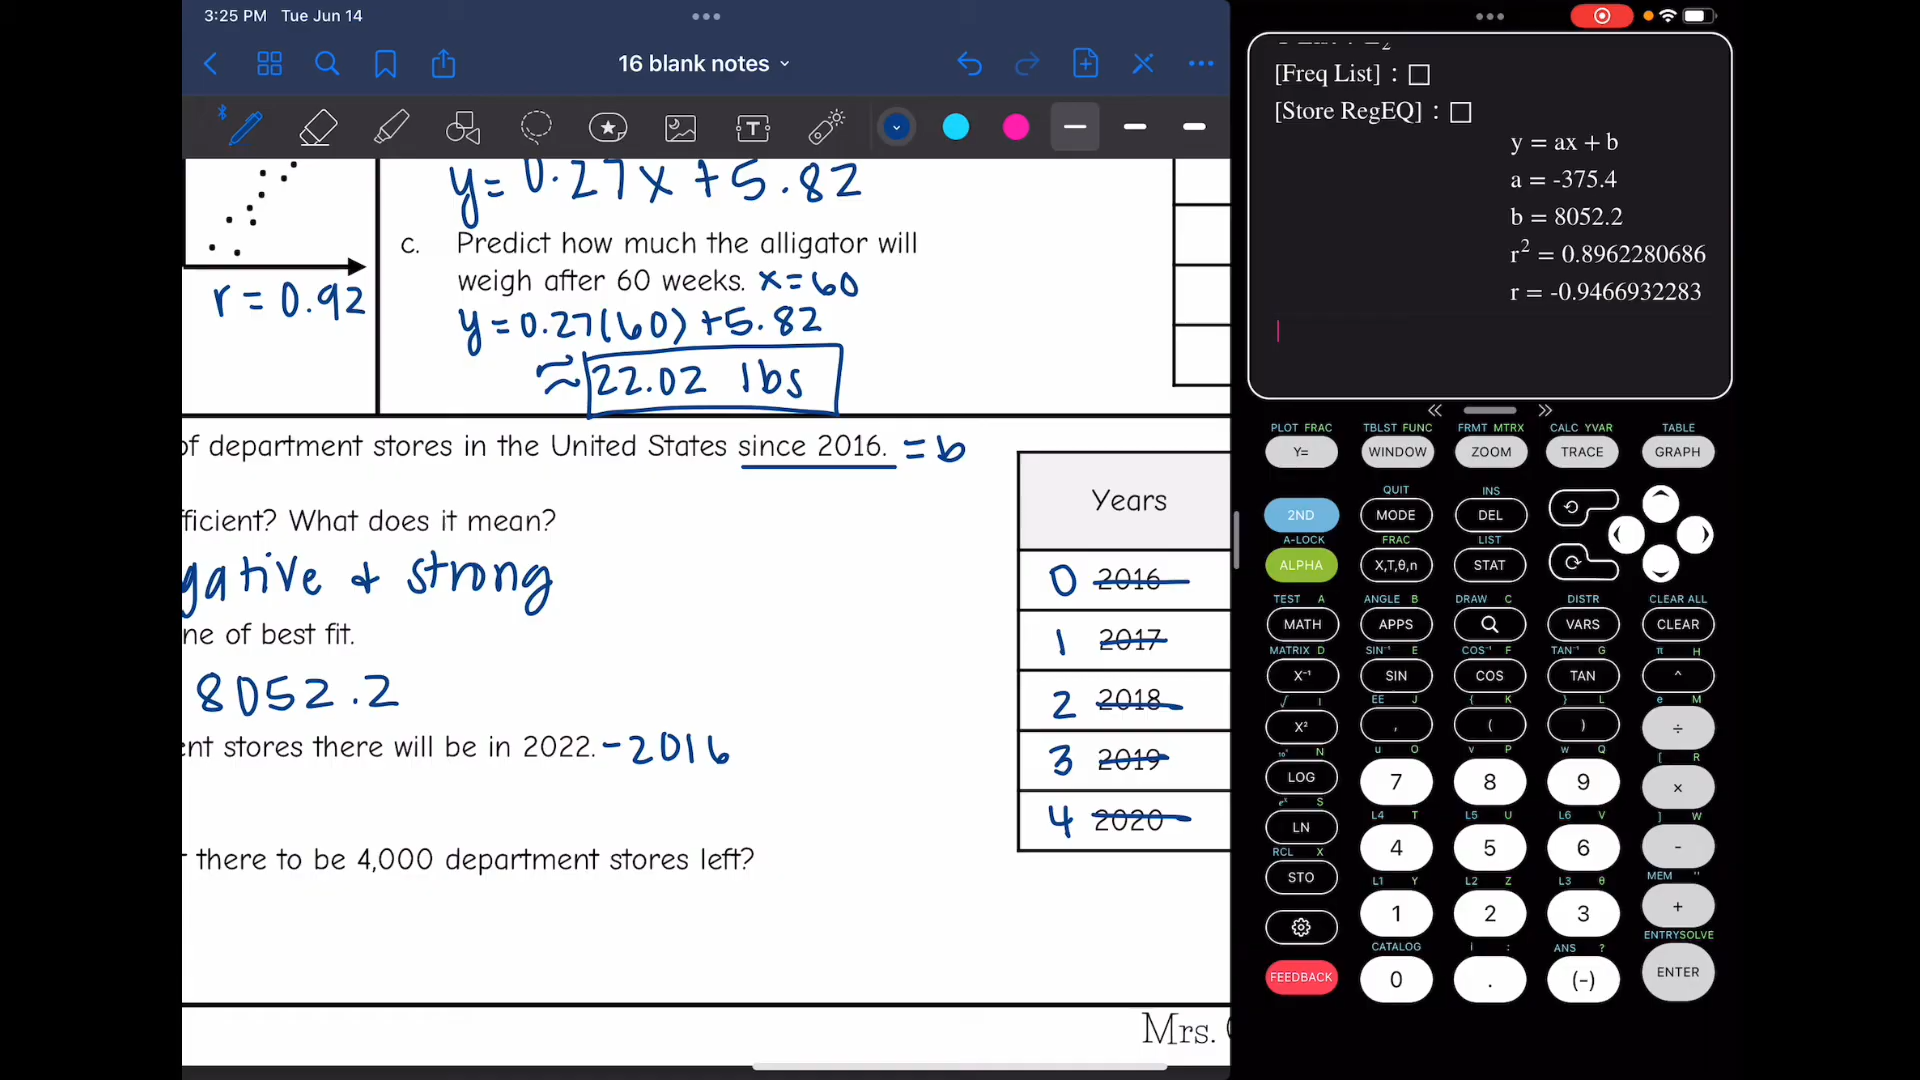 3:25 PM Tue Jun 14
16 blank notes
y = 0.27x + 5.82
c. Predict how much the alligator will
weigh after 60 weeks. x = 60
r = 0.92
y = 0.27(60) + 5.82
≈ 22.02 lbs
of department stores in the United States since 2016. = b
fficient? What does it mean?
gative + strong
ne of best fit.
8052.2
ent stores there will be in 2022. - 2016
there to be 4,000 department stores left?
Years
0 2016
1 2017
2 2018
3 2019
4 2020
Mrs.
[Freq List] : □
[Store RegEQ] : □
y = ax + b
a = -375.4
b = 8052.2
r² = 0.8962280686
r = -0.9466932283
PLOT FRAC TBLST FUNC FRMT MTRX CALC YVAR TABLE
Y= WINDOW ZOOM TRACE GRAPH
QUIT INS
2ND MODE DEL
A-LOCK FRAC LIST
ALPHA X,T,θ,n STAT
TEST A ANGLE B DRAW C DISTR CLEAR ALL
MATH APPS VARS CLEAR
MATRIX D SIN⁻¹ E COS⁻¹ F TAN⁻¹ G π H
X⁻¹ SIN COS TAN ^
√ I EE J { K } L e M
X² , ( ) ÷
10ˣ N u O v P w Q [ R
LOG 7 8 9 ×
eˣ S L4 T L5 U L6 V ] W
LN 4 5 6 -
RCL X L1 Y L2 Z L3 θ MEM "
STO 1 2 3 +
CATALOG i : ANS ? ENTRY SOLVE
FEEDBACK 0 . (-) ENTER